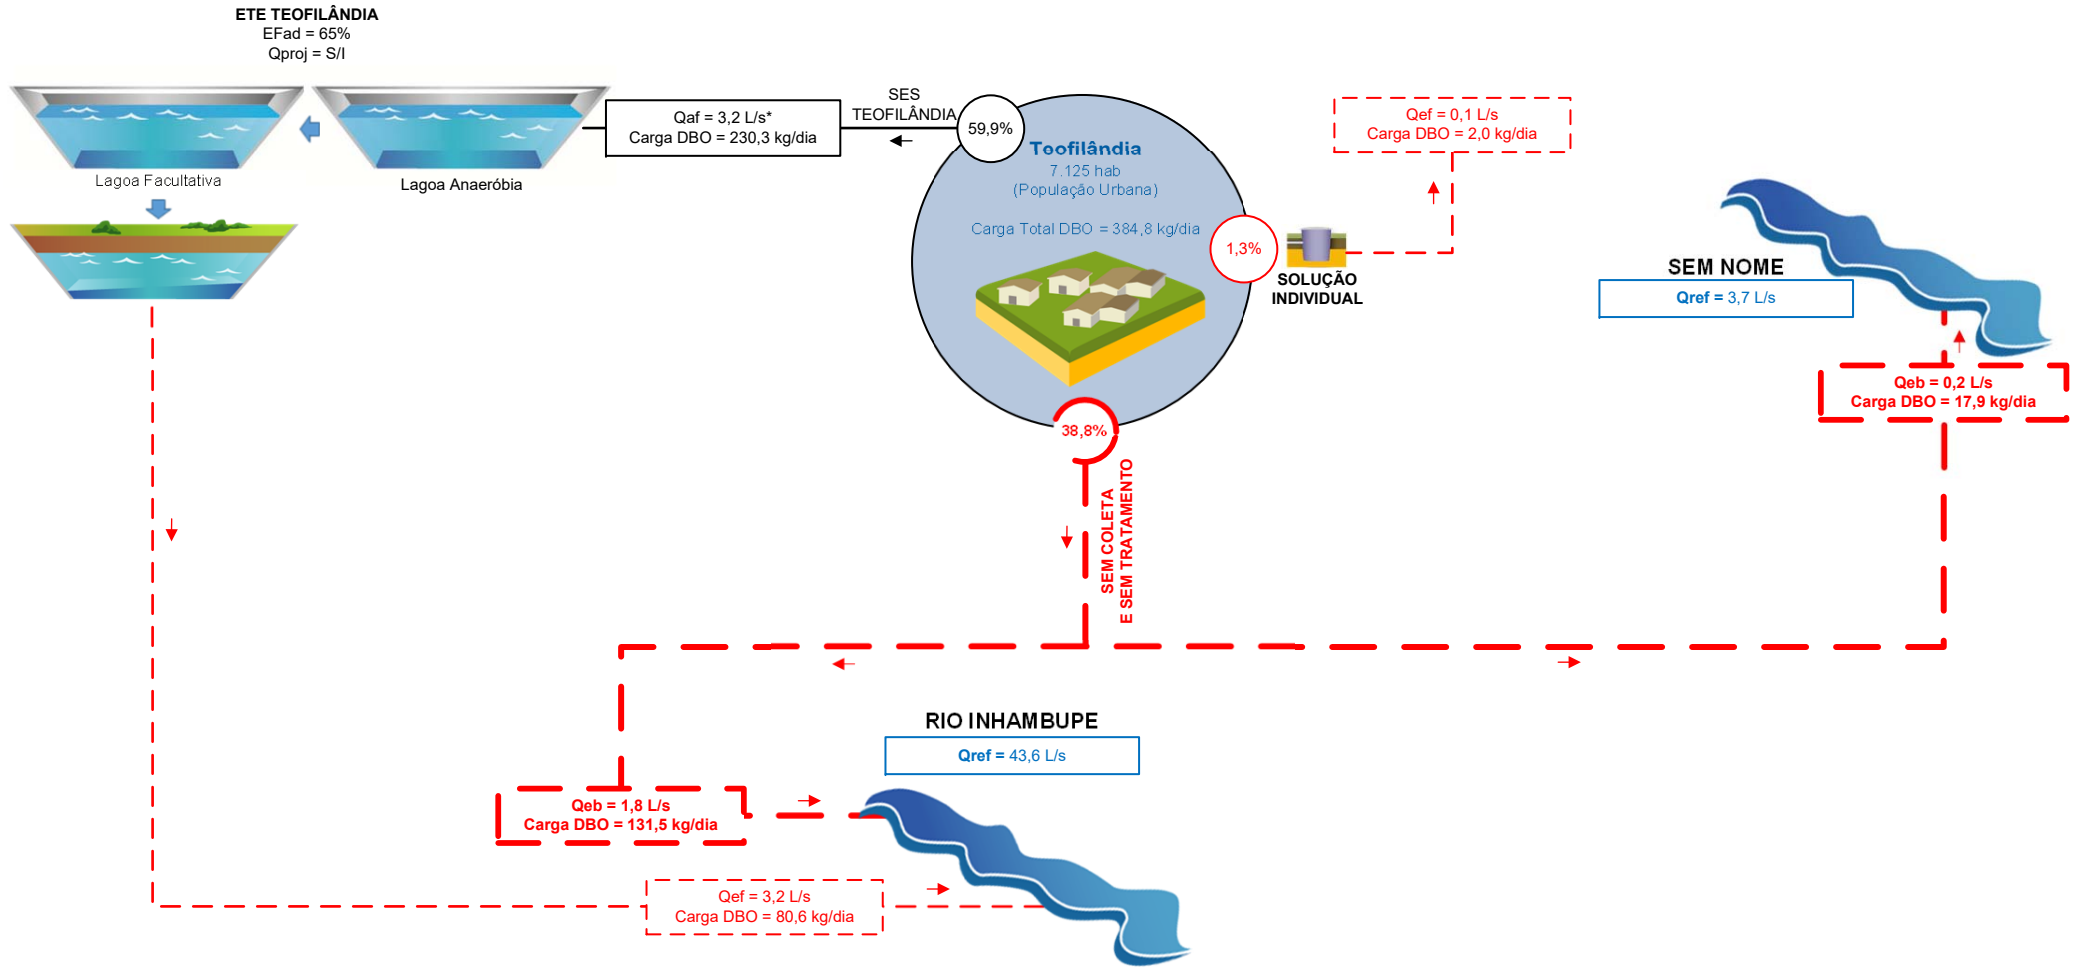 ETE TEOFILÂNDIA
EFad = 65%
Qproj = S/I
Lagoa Facultativa
Lagoa Anaeróbia
Qaf = 3,2 L/s*
Carga DBO = 230,3 kg/dia
SES
TEOFILÂNDIA
59,9%
Teofilândia
7.125 hab
(População Urbana)
Carga Total DBO = 384,8 kg/dia
1,3%
SOLUÇÃO
INDIVIDUAL
Qef = 0,1 L/s
Carga DBO = 2,0 kg/dia
38,8%
SEM COLETA
E SEM TRATAMENTO
SEM NOME
Qref = 3,7 L/s
Qeb = 0,2 L/s
Carga DBO = 17,9 kg/dia
RIO INHAMBUPE
Qref = 43,6 L/s
Qeb = 1,8 L/s
Carga DBO = 131,5 kg/dia
Qef = 3,2 L/s
Carga DBO = 80,6 kg/dia